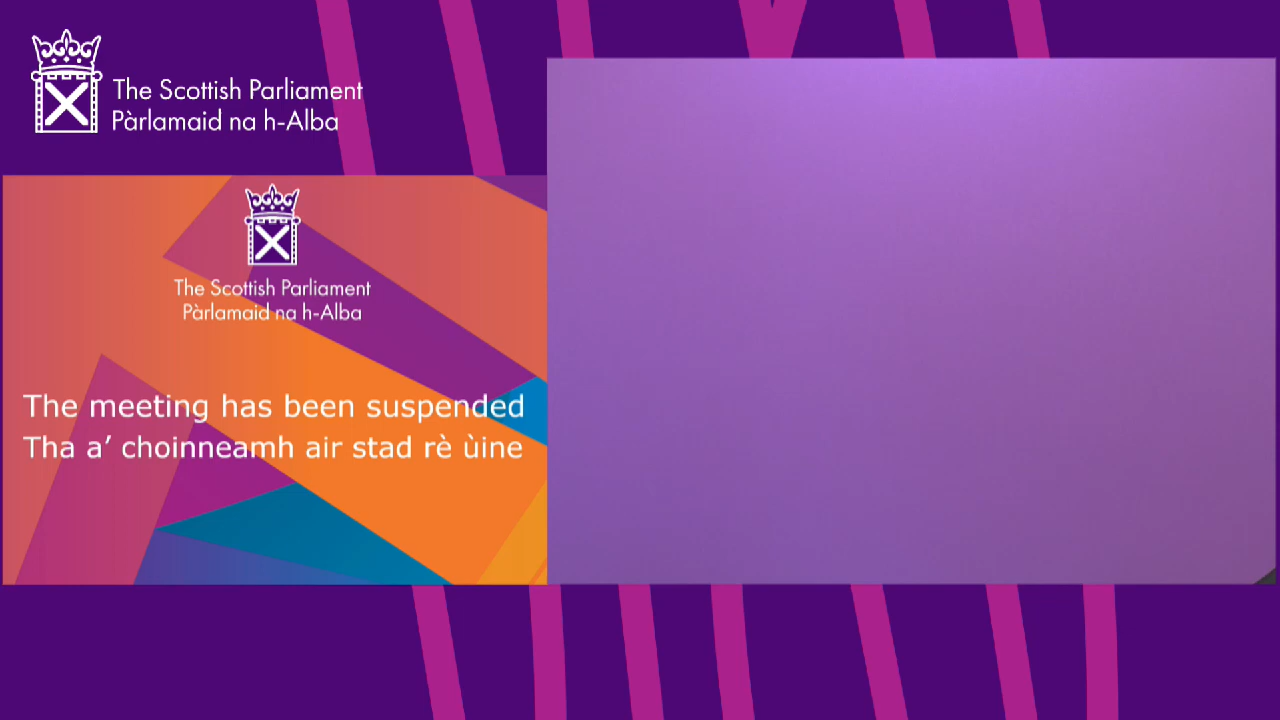 The Scottish Parliament
Pàrlamaid na h-Alba
The Scottish Parliament
Pàrlamaid na h-Alba
The meeting has been suspended
Tha a’ choinneamh air stad rè ùine